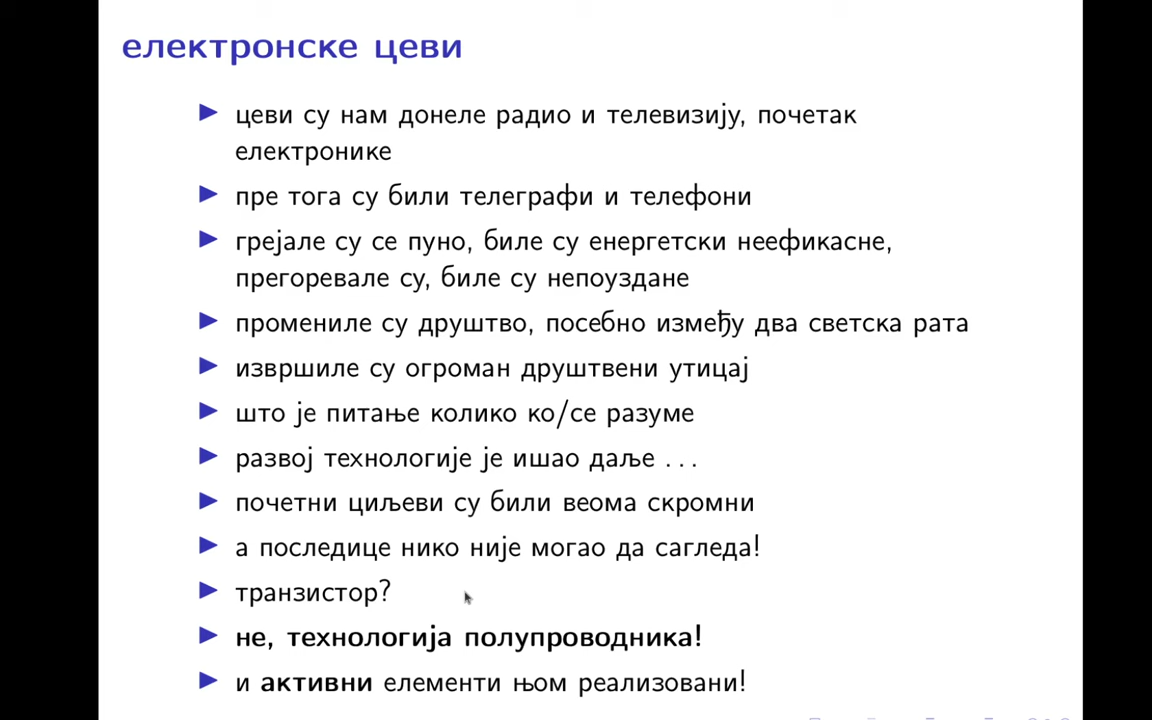 електронске цеви
цеви су нам донеле радио и телевизију, почетак
електронике
пре тога су били телеграфи и телефони
грејале су се пуно, биле су енергетски неефикасне,
прегоревале су, биле су непоуздане
промениле су друштво, посебно између два светска рата
извршиле су огроман друштвени утицај
што је питање колико ко/се разуме
развој технологије је ишао даље ...
почетни циљеви су били веома скромни
а последице нико није могао да сагледа!
транзистор?
не, технологија полупроводника!
и активни елементи њом реализовани!